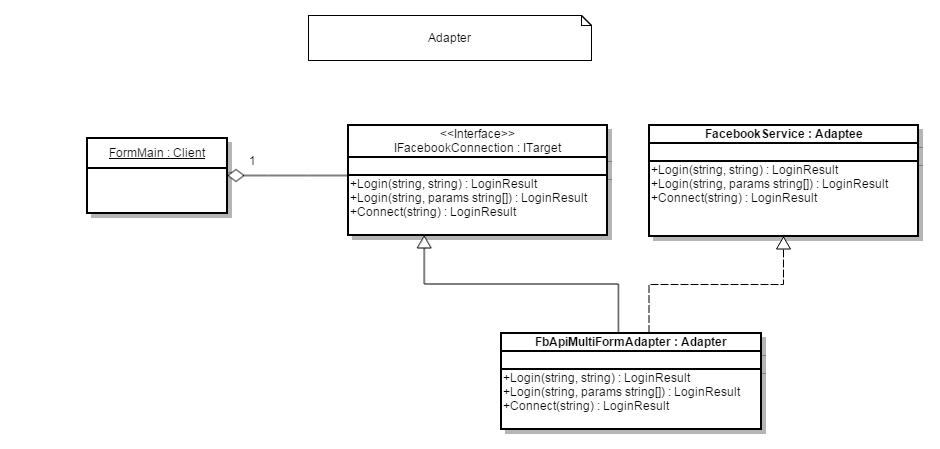 Adapter
FormMain : Client
1
<<Interface>>
IFacebookConnection : ITarget
+Login(string, string) : LoginResult
+Login(string, params string[]) : LoginResult
+Connect(string) : LoginResult
FacebookService : Adaptee
+Login(string, string) : LoginResult
+Login(string, params string[]) : LoginResult
+Connect(string) : LoginResult
FbApiMultiFormAdapter : Adapter
+Login(string, string) : LoginResult
+Login(string, params string[]) : LoginResult
+Connect(string) : LoginResult